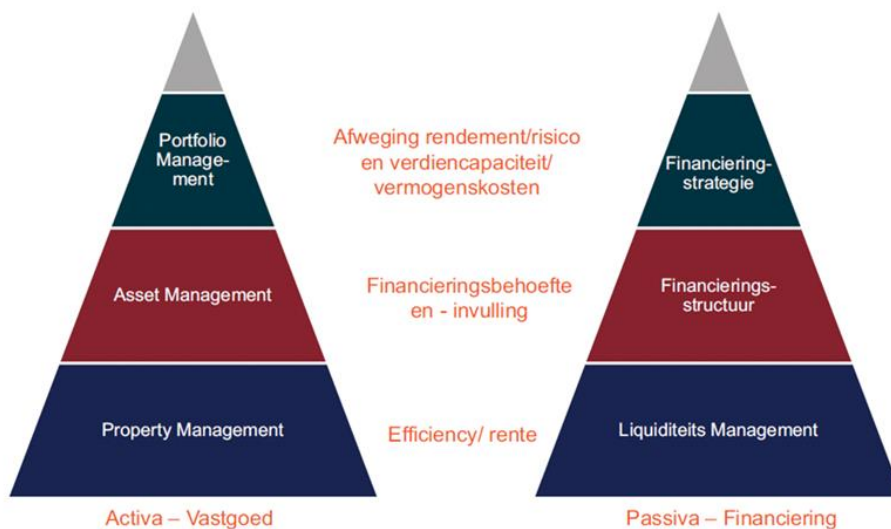 Portfolio
Manage-
ment
Afweging rendement/risico
en verdiencapaciteit/
vermogenskosten
Financiering-
strategie
Asset Management
Financieringsbehoefte
en - invulling
Financierings-
structuur
Property Management
Efficiency/ rente
Liquiditeits Management
Activa – Vastgoed
Passiva – Financiering